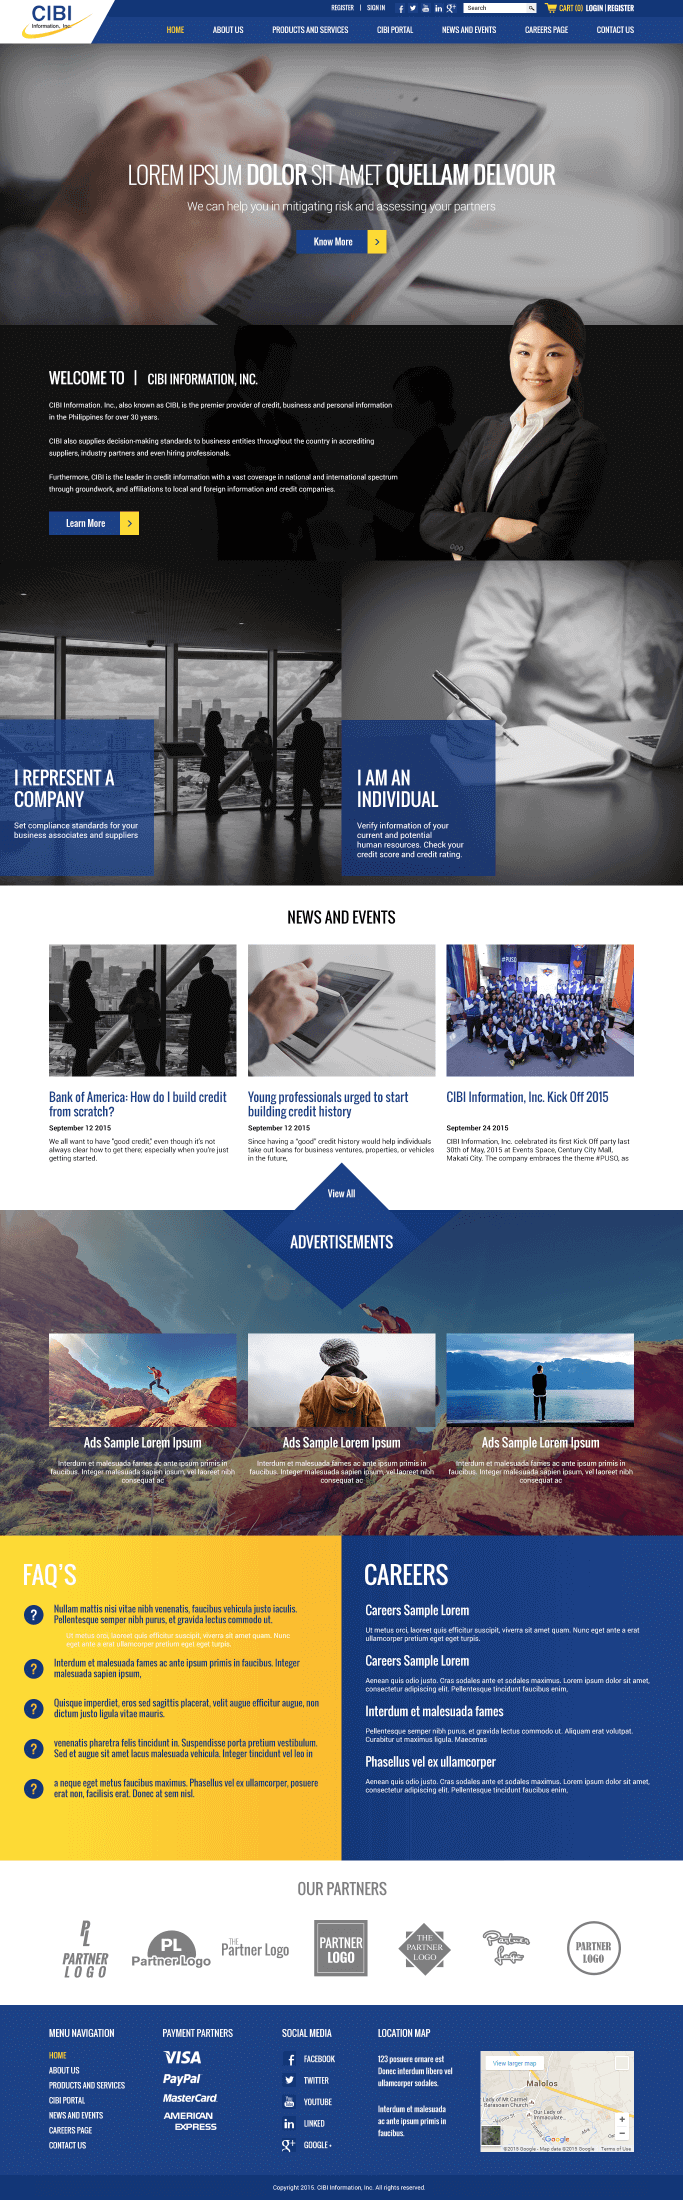 CIBI
Information, Inc.
REGISTER | SIGN IN
Search
CART (0) LOGIN | REGISTER
HOME ABOUT US PRODUCTS AND SERVICES CIBI PORTAL NEWS AND EVENTS CAREERS PAGE CONTACT US
LOREM IPSUM DOLOR SIT AMET QUELLAM DELVOUR
We can help you in mitigating risk and assessing your partners
Know More
WELCOME TO | CIBI INFORMATION, INC.
CIBI Information. Inc., also known as CIBI, is the premier provider of credit, business and personal information
in the Philippines for over 30 years.
CIBI also supplies decision-making standards to business entities throughout the country in accrediting
suppliers, industry partners and even hiring professionals.
Furthermore, CIBI is the leader in credit information with a vast coverage in national and international spectrum
through groundwork, and affiliations to local and foreign information and credit companies.
Learn More
I REPRESENT A
COMPANY
Set compliance standards for your
business associates and suppliers
I AM AN
INDIVIDUAL
Verify information of your
current and potential
human resources. Check your
credit score and credit rating.
NEWS AND EVENTS
#PUSO
CIBI
Bank of America: How do I build credit
from scratch?
September 12 2015
We all want to have "good credit," even though it's not
always clear how to get there; especially when you're just
getting started.
Young professionals urged to start
building credit history
September 12 2015
Since having a "good" credit history would help individuals
take out loans for business ventures, properties, or vehicles
in the future,
CIBI Information, Inc. Kick Off 2015
September 24 2015
CIBI Information, Inc. celebrated its first Kick Off party last
30th of May, 2015 at Events Space, Century City Mall,
Makati City. The company embraces the theme #PUSO, as
View All
ADVERTISEMENTS
Ads Sample Lorem Ipsum
Interdum et malesuada fames ac ante ipsum primis in
faucibus. Integer malesuada sapien ipsum, vel laoreet nibh
consequat ac
Ads Sample Lorem Ipsum
Interdum et malesuada fames ac ante ipsum primis in
faucibus. Integer malesuada sapien ipsum, vel laoreet nibh
consequat ac
Ads Sample Lorem Ipsum
Interdum et malesuada fames ac ante ipsum primis in
faucibus. Integer malesuada sapien ipsum, vel laoreet nibh
consequat ac
FAQ'S
? Nullam mattis nisi vitae nibh venenatis, faucibus vehicula justo iaculis.
Pellentesque semper nibh purus, et gravida lectus commodo ut.
Ut metus orci, laoreet quis efficitur suscipit, viverra sit amet quam. Nunc
eget ante a erat ullamcorper pretium eget eget turpis.
? Interdum et malesuada fames ac ante ipsum primis in faucibus. Integer
malesuada sapien ipsum,
? Quisque imperdiet, eros sed sagittis placerat, velit augue efficitur augue, non
dictum justo ligula vitae mauris.
? venenatis pharetra felis tincidunt in. Suspendisse porta pretium vestibulum.
Sed et augue sit amet lacus malesuada vehicula. Integer tincidunt vel leo in
? a neque eget metus faucibus maximus. Phasellus vel ex ullamcorper, posuere
erat non, facilisis erat. Donec at sem nisl.
CAREERS
Careers Sample Lorem
Ut metus orci, laoreet quis efficitur suscipit, viverra sit amet quam. Nunc eget ante a erat
ullamcorper pretium eget eget turpis.
Careers Sample Lorem
Aenean quis odio justo. Cras sodales ante et sodales maximus. Lorem ipsum dolor sit amet,
consectetur adipiscing elit. Pellentesque tincidunt faucibus enim,
Interdum et malesuada fames
Pellentesque semper nibh purus, et gravida lectus commodo ut. Aliquam erat volutpat.
Curabitur ut maximus ligula. Maecenas
Phasellus vel ex ullamcorper
Aenean quis odio justo. Cras sodales ante et sodales maximus. Lorem ipsum dolor sit amet,
consectetur adipiscing elit. Pellentesque tincidunt faucibus enim,
OUR PARTNERS
PL
PARTNER
LOGO
PL
PartnerLogo
THE
Partner Logo
PARTNER
LOGO
THE
PARTNER
LOGO
Partner
Logo
PARTNER
LOGO
MENU NAVIGATION
HOME
ABOUT US
PRODUCTS AND SERVICES
CIBI PORTAL
NEWS AND EVENTS
CAREERS PAGE
CONTACT US
PAYMENT PARTNERS
VISA
PayPal
MasterCard
AMERICAN
EXPRESS
SOCIAL MEDIA
FACEBOOK
TWITTER
YOUTUBE
LINKED
GOOGLE+
LOCATION MAP
123 posuere ornare est
Donec interdum libero vel
ullamcorper sodales.
Interdum et malesuada
ac ante ipsum primis in
faucibus.
View larger map
Malolos
Lady of Mt Carmel
Barasoain Church
Our Lady of
Immaculate
Google
©2015 Google - Map data ©2015 Google Terms of Use
Copyright 2015. CIBI Information, Inc. All rights reserved.